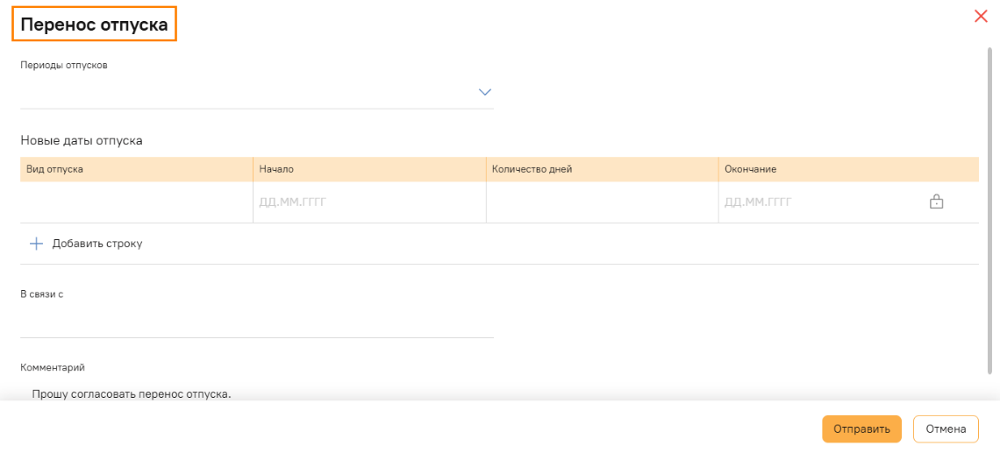 Перенос отпуска
Периоды отпусков
Новые даты отпуска
Вид отпуска Начало Количество дней Окончание
ДД.ММ.ГГГГ ДД.ММ.ГГГГ
Добавить строку
В связи с
Комментарий
Прошу согласовать перенос отпуска.
Отправить Отмена